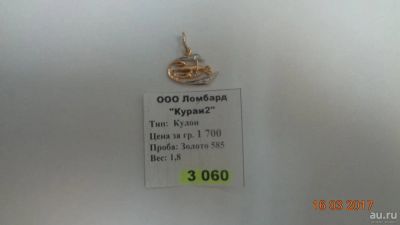 ООО Ломбард
"Кураи2"
Тип: Кулон
Цена за гр. 1 700
Проба: Золото 585
Вес: 1,8
3 060
16 03 2017
au.ru